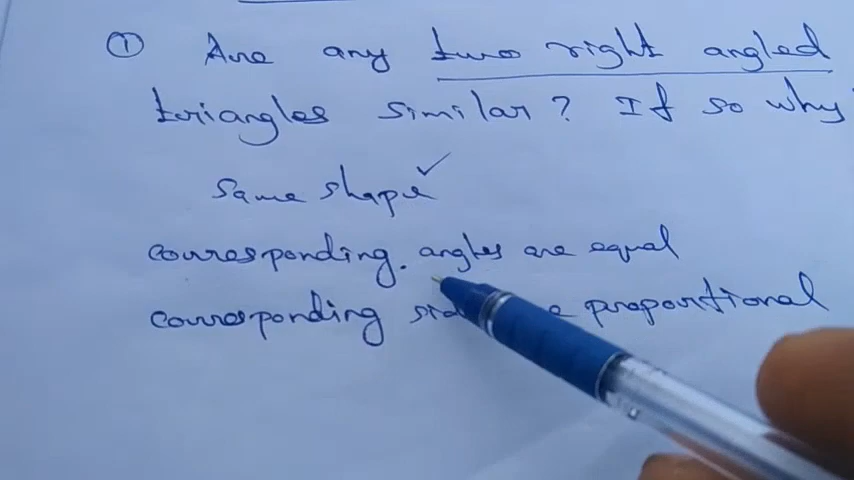 ① Are any two right angled
triangles similar? If so why
same shape ✓
corresponding. angles are equal
corresponding proportional